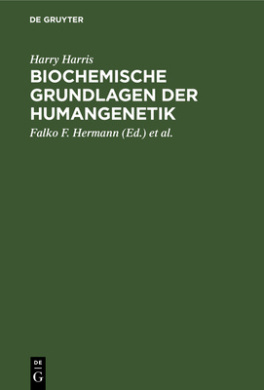 DE GRUYTER
Harry Harris
BIOCHEMISCHE
GRUNDLAGEN DER
HUMANGENETIK
Falko F. Hermann (Ed.) et al.
DE
G